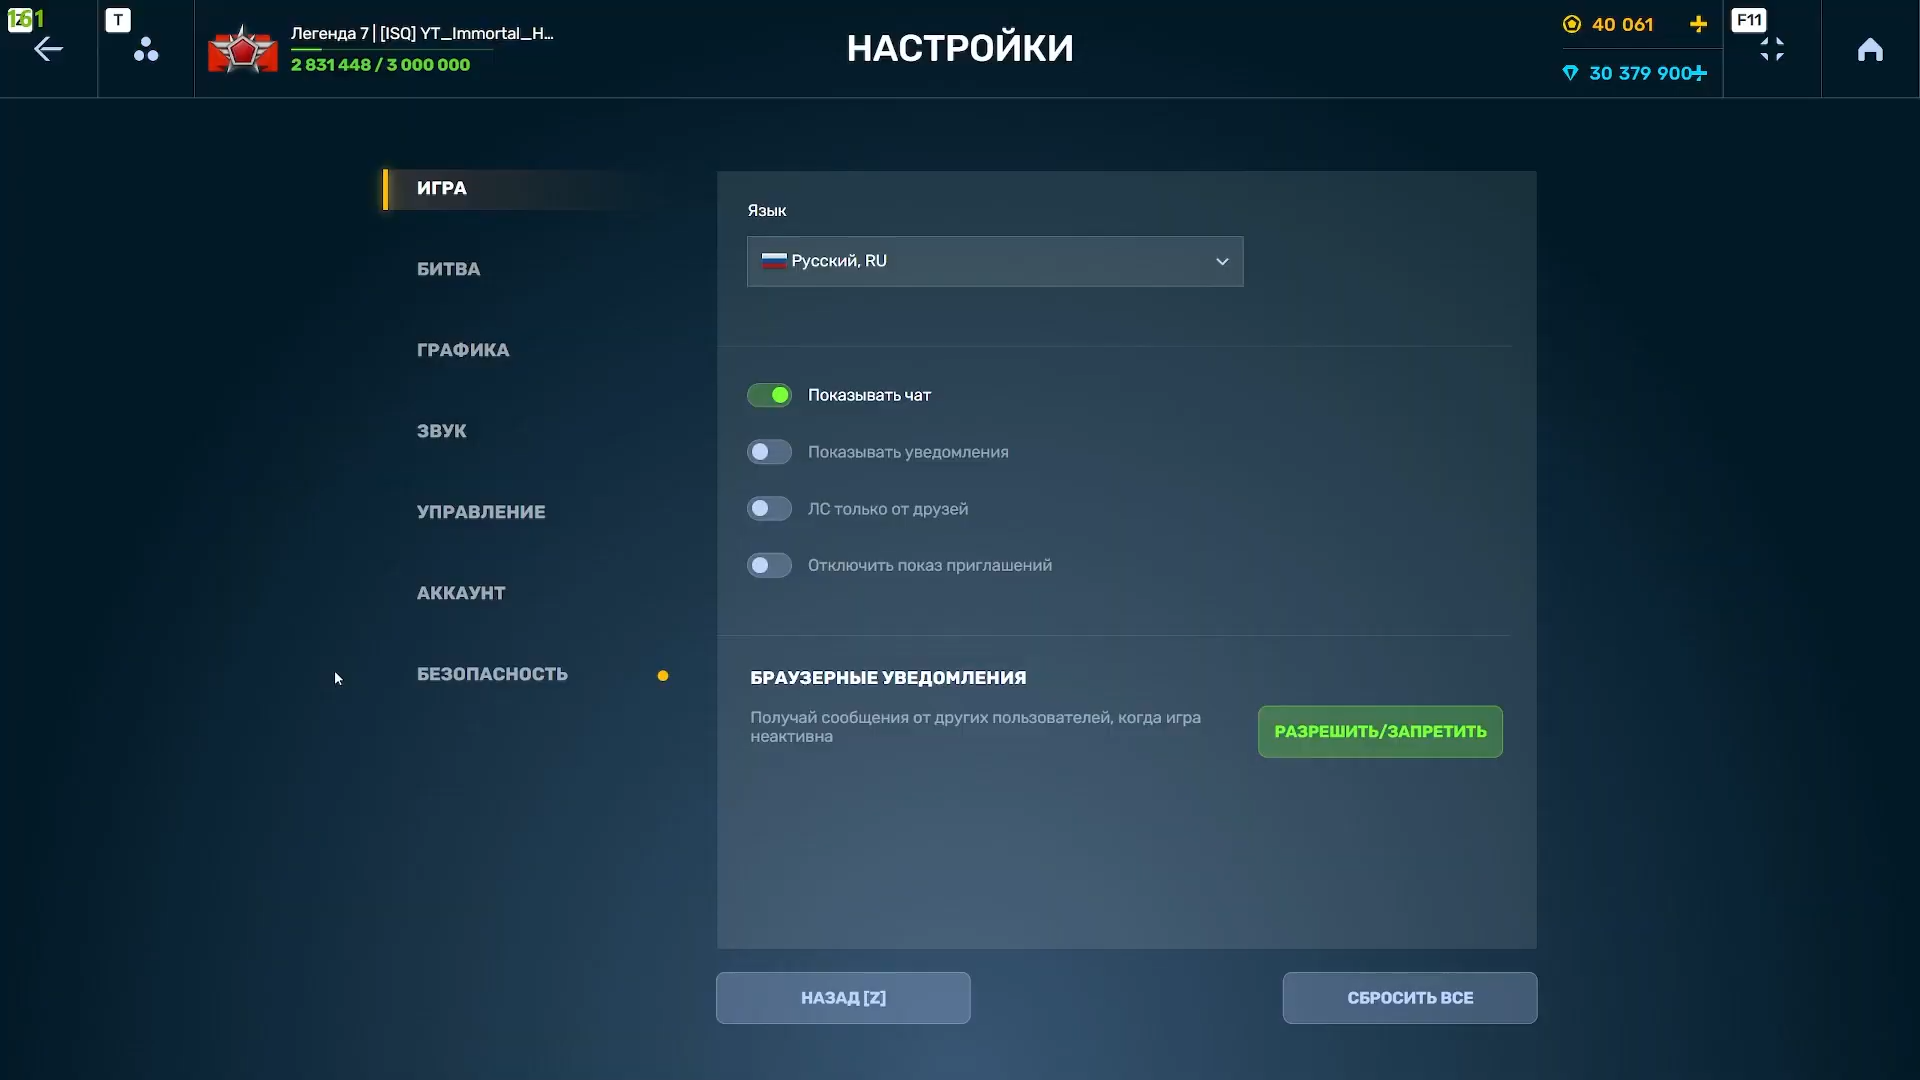 161
T
Легенда 7 | [ISQ] YT_Immortal_H...
2 831 448 / 3 000 000
НАСТРОЙКИ
40 061
30 379 900
F11
ИГРА
БИТВА
ГРАФИКА
ЗВУК
УПРАВЛЕНИЕ
АККАУНТ
БЕЗОПАСНОСТЬ
Язык
Русский, RU
Показывать чат
Показывать уведомления
ЛС только от друзей
Отключить показ приглашений
БРАУЗЕРНЫЕ УВЕДОМЛЕНИЯ
Получай сообщения от других пользователей, когда игра
неактивна
РАЗРЕШИТЬ/ЗАПРЕТИТЬ
НАЗАД [Z]
СБРОСИТЬ ВСЕ